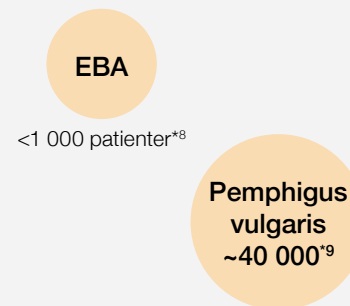 EBA
<1 000 patienter*8
Pemphigus
vulgaris
~40 000*9